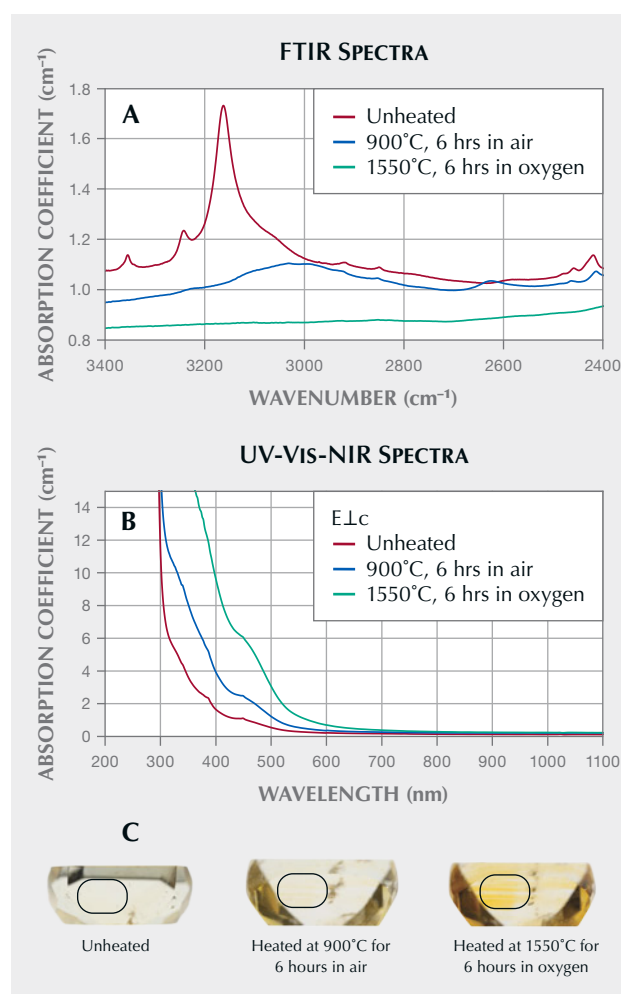 FTIR SPECTRA
ABSORPTION COEFFICIENT (cm⁻¹)
1.8
1.6
1.4
1.2
1.0
0.8
A
Unheated
900˚C, 6 hrs in air
1550˚C, 6 hrs in oxygen
3400 3200 3000 2800 2600 2400
WAVENUMBER (cm⁻¹)
UV-VIS-NIR SPECTRA
ABSORPTION COEFFICIENT (cm⁻¹)
14
12
10
8
6
4
2
0
B
E⊥c
Unheated
900˚C, 6 hrs in air
1550˚C, 6 hrs in oxygen
200 300 400 500 600 700 800 900 1000 1100
WAVELENGTH (nm)
C
Unheated
Heated at 900˚C for
6 hours in air
Heated at 1550˚C for
6 hours in oxygen